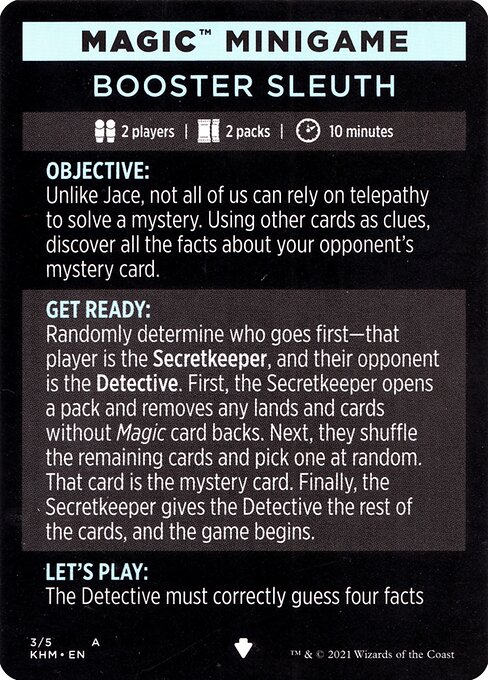 MAGIC™ MINIGAME
BOOSTER SLEUTH
2 players | 2 packs | 10 minutes
OBJECTIVE:
Unlike Jace, not all of us can rely on telepathy
to solve a mystery. Using other cards as clues,
discover all the facts about your opponent's
mystery card.
GET READY:
Randomly determine who goes first—that
player is the Secretkeeper, and their opponent
is the Detective. First, the Secretkeeper opens
a pack and removes any lands and cards
without Magic card backs. Next, they shuffle
the remaining cards and pick one at random.
That card is the mystery card. Finally, the
Secretkeeper gives the Detective the rest of
the cards, and the game begins.
LET'S PLAY:
The Detective must correctly guess four facts
3/5 A
KHM • EN
™ & © 2021 Wizards of the Coast